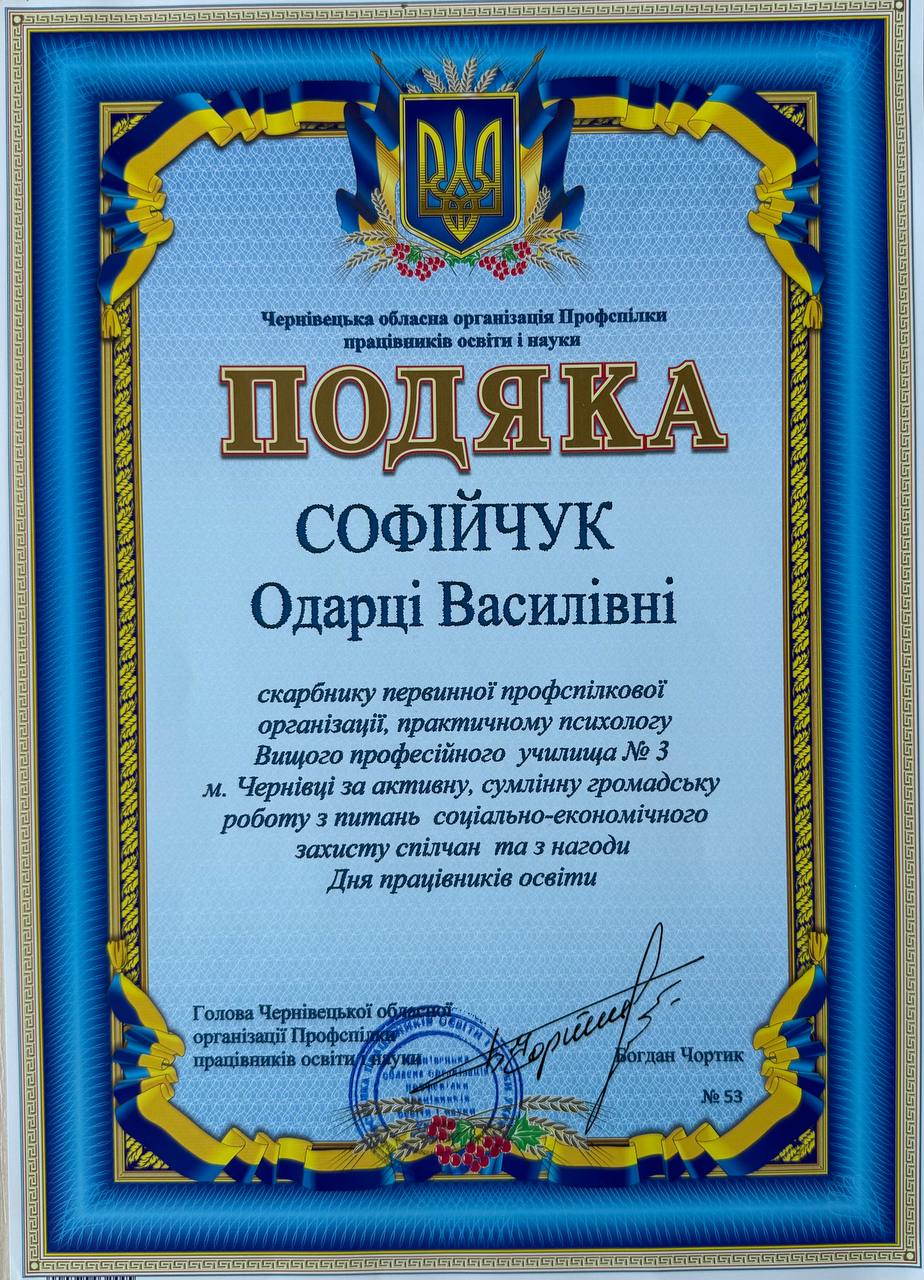 Чернівецька обласна організація Профспілки
працівників освіти і науки
ПОДЯКА
СОФІЙЧУК
Одарці Василівні
скарбнику первинної профспілкової
організації, практичному психологу
Вищого професійного училища № 3
м. Чернівці за активну, сумлінну громадську
роботу з питань соціально-економічного
захисту спілчан та з нагоди
Дня працівників освіти
Голова Чернівецької обласної
організації Профспілки
працівників освіти і науки
Богдан Чортик
№ 53